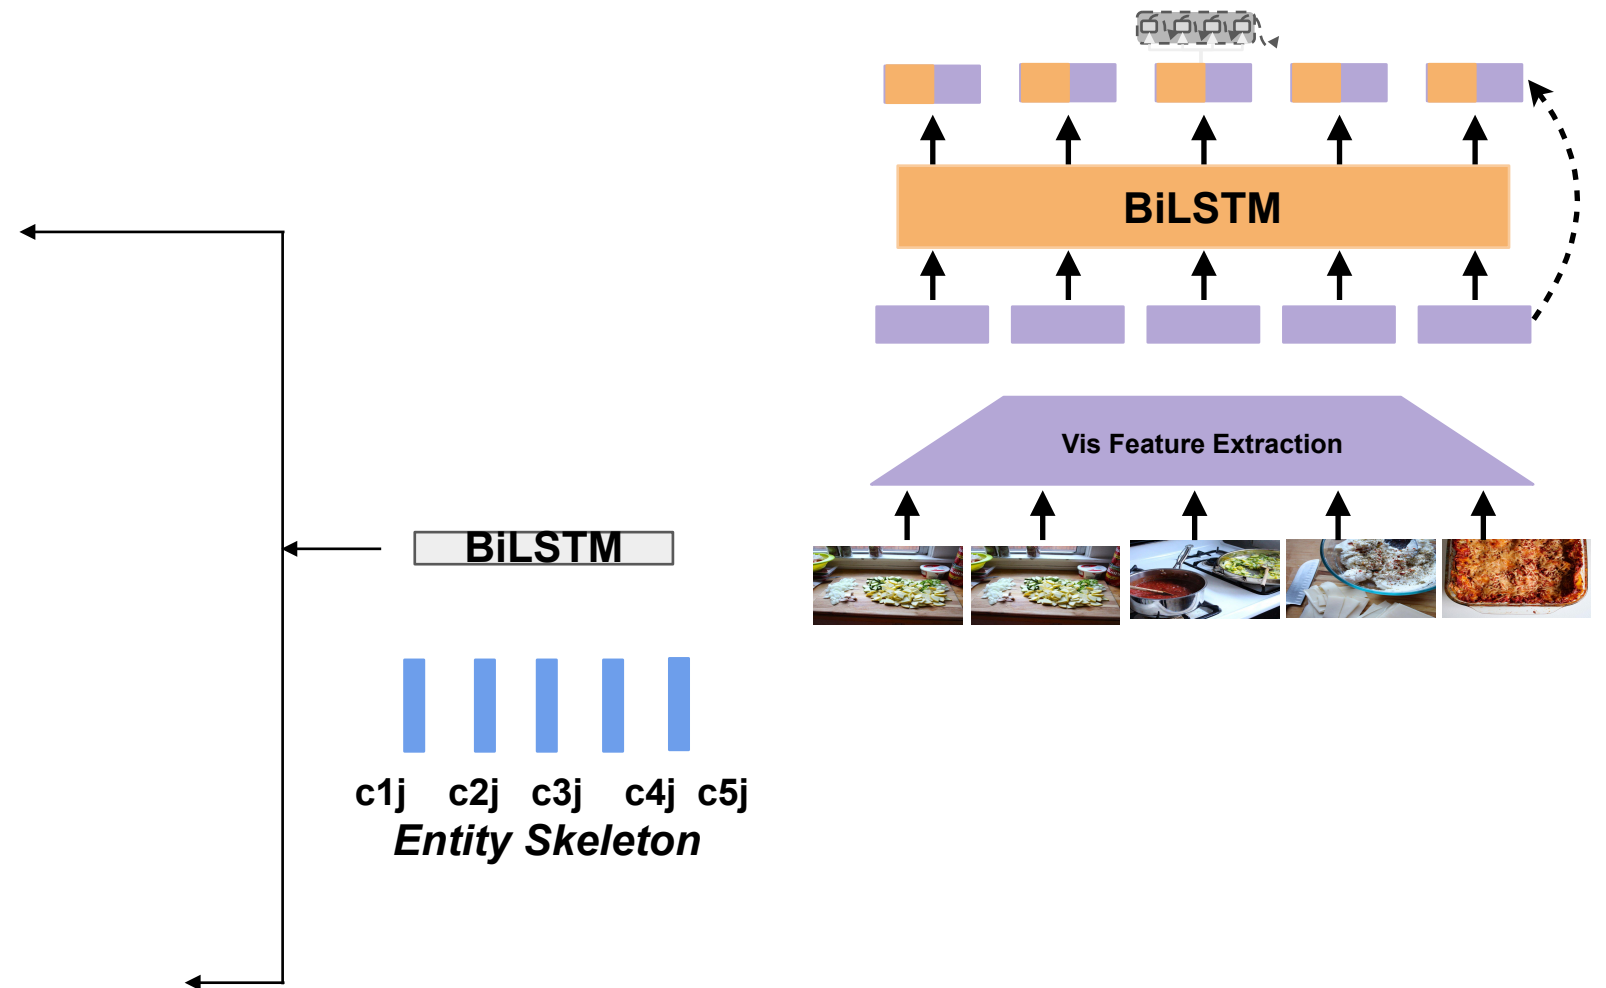 BiLSTM
Vis Feature Extraction
BiLSTM
c1j c2j c3j c4j c5j
Entity Skeleton